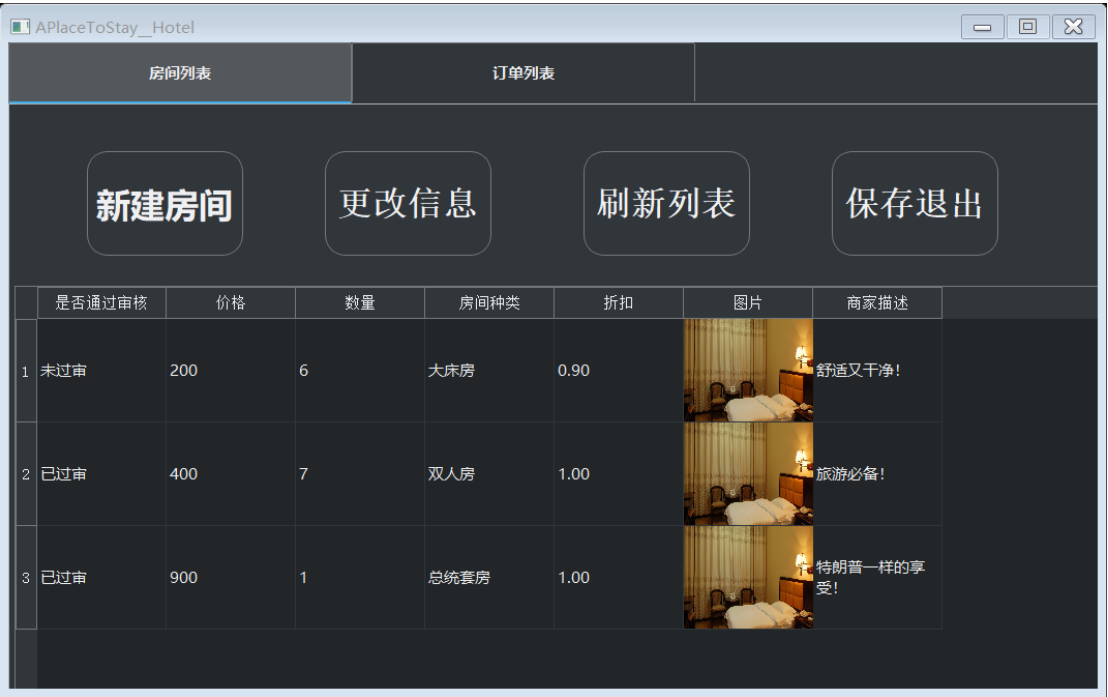 APlaceToStay__Hotel
房间列表 订单列表
新建房间 更改信息 刷新列表 保存退出
是否通过审核 价格 数量 房间种类 折扣 图片 商家描述
1 未过审 200 6 大床房 0.90 舒适又干净!
2 已过审 400 7 双人房 1.00 旅游必备!
3 已过审 900 1 总统套房 1.00 特朗普一样的享
受!